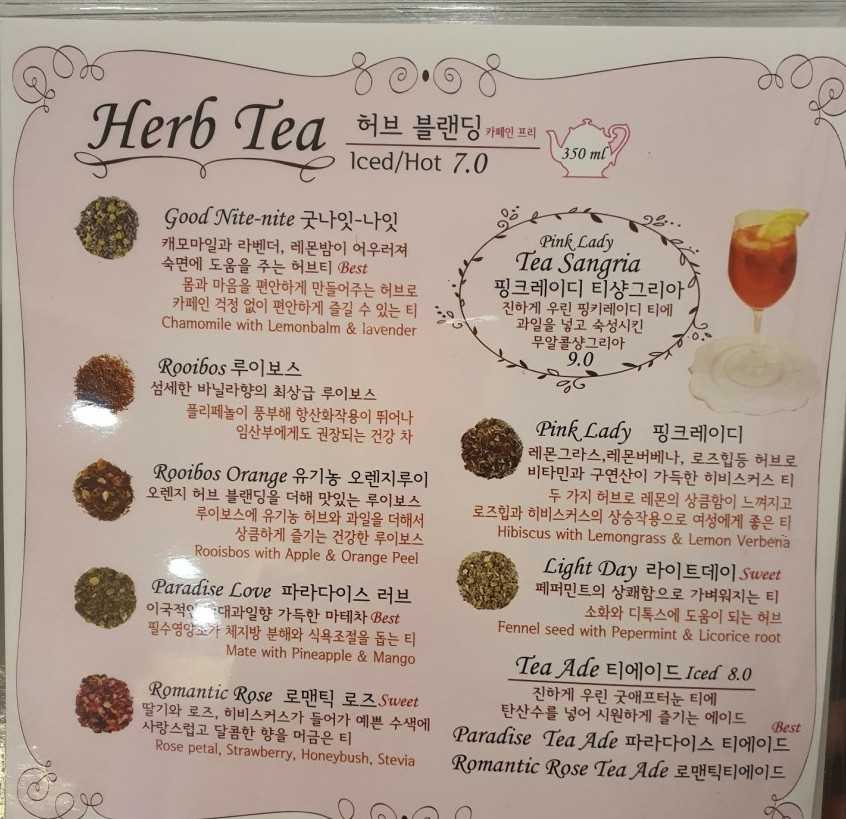 Herb Tea
허브 블랜딩 카페인 프리
Iced/Hot 7.0
350 ml
Good Nite-nite 굿나잇-나잇
캐모마일과 라벤더, 레몬밤이 어우러져
숙면에 도움을 주는 허브티 Best
몸과 마음을 편안하게 만들어주는 허브로
카페인 걱정 없이 편안하게 즐길 수 있는 티
Chamomile with Lemonbalm & lavender
Rooibos 루이보스
섬세한 바닐라향의 최상급 루이보스
플리페놀이 풍부해 항산화작용이 뛰어나
임산부에게도 권장되는 건강 차
Rooibos Orange 유기농 오렌지루이
오렌지 허브 블랜딩을 더해 맛있는 루이보스
루이보스에 유기농 허브와 과일을 더해서
상큼하게 즐기는 건강한 루이보스
Rooisbos with Apple & Orange Peel
Paradise Love 파라다이스 러브
이국적인 열대과일향 가득한 마테차 Best
필수영양소가 체지방 분해와 식욕조절을 돕는 티
Mate with Pineapple & Mango
Romantic Rose 로맨틱 로즈 Sweet
딸기와 로즈, 히비스커스가 들어가 예쁜 수색에
사랑스럽고 달콤한 향을 머금은 티
Rose petal, Strawberry, Honeybush, Stevia
Pink Lady
Tea Sangria
핑크레이디 티샹그리아
진하게 우린 핑키레이디 티에
과일을 넣고 숙성시킨
무알콜샹그리아
9.0
Pink Lady 핑크레이디
레몬그라스,레몬버베나, 로즈힙등 허브로
비타민과 구연산이 가득한 히비스커스 티
두 가지 허브로 레몬의 상큼함이 느껴지고
로즈힙과 히비스커스의 상승작용으로 여성에게 좋은 티
Hibiscus with Lemongrass & Lemon Verbena
Light Day 라이트데이 Sweet
페퍼민트의 상쾌함으로 가벼워지는 티
소화와 디톡스에 도움이 되는 허브
Fennel seed with Pepermint & Licorice root
Tea Ade 티에이드 Iced 8.0
진하게 우린 굿애프터눈 티에
탄산수를 넣어 시원하게 즐기는 에이드
Best
Paradise Tea Ade 파라다이스 티에이드
Romantic Rose Tea Ade 로맨틱티에이드